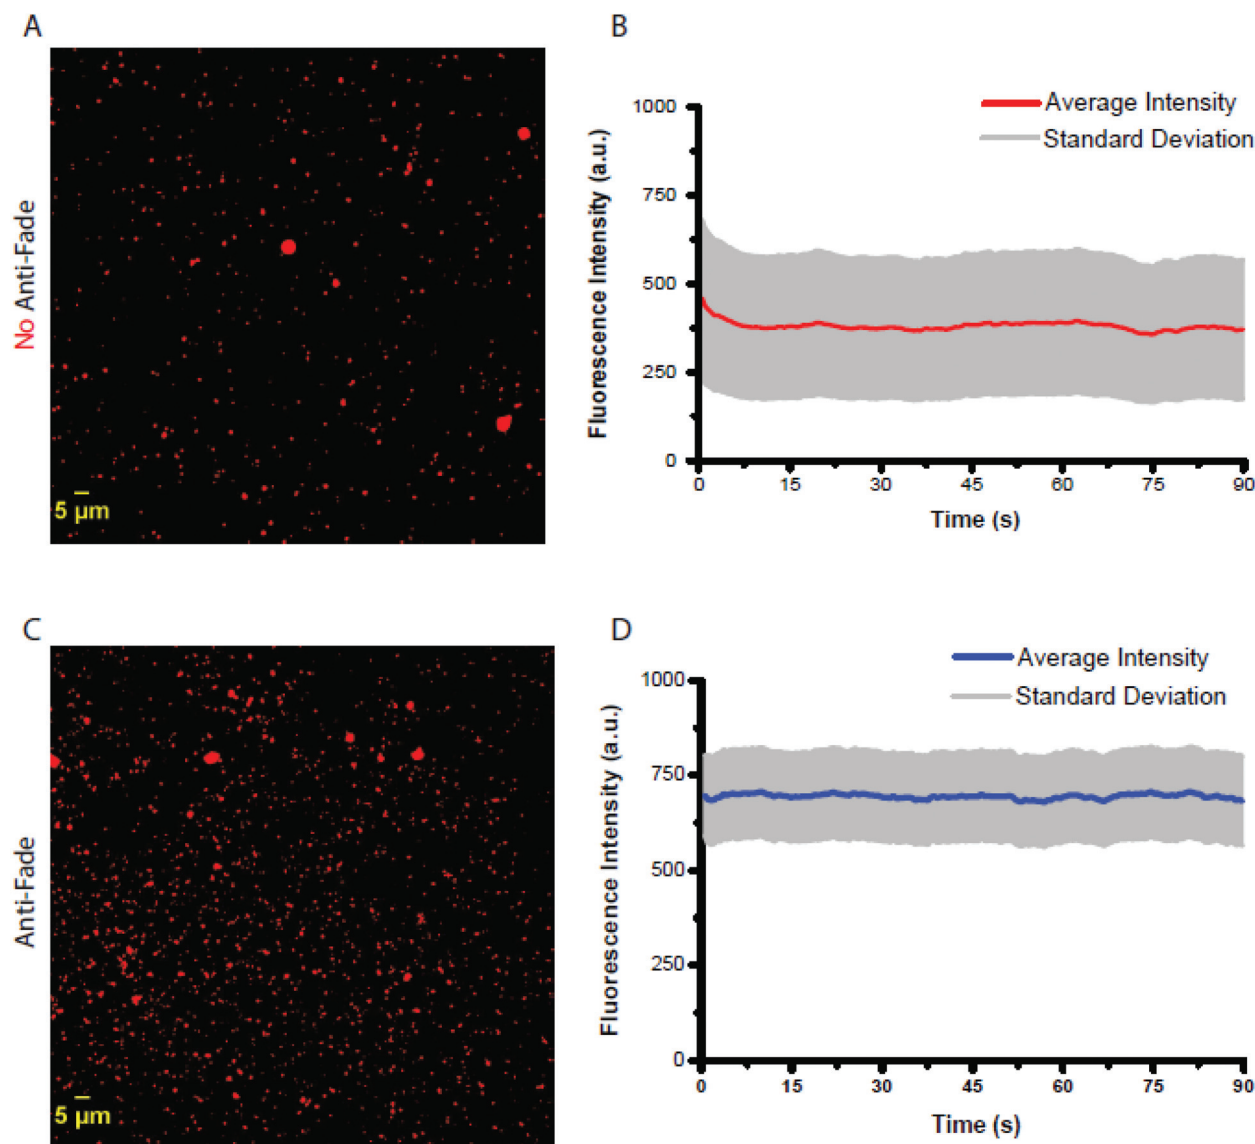 A
No Anti-Fade
5 µm
B
Average Intensity
Standard Deviation
Fluorescence Intensity (a.u.)
1000
750
500
250
0
0 15 30 45 60 75 90
Time (s)
C
Anti-Fade
5 µm
D
Average Intensity
Standard Deviation
Fluorescence Intensity (a.u.)
1000
750
500
250
0
0 15 30 45 60 75 90
Time (s)